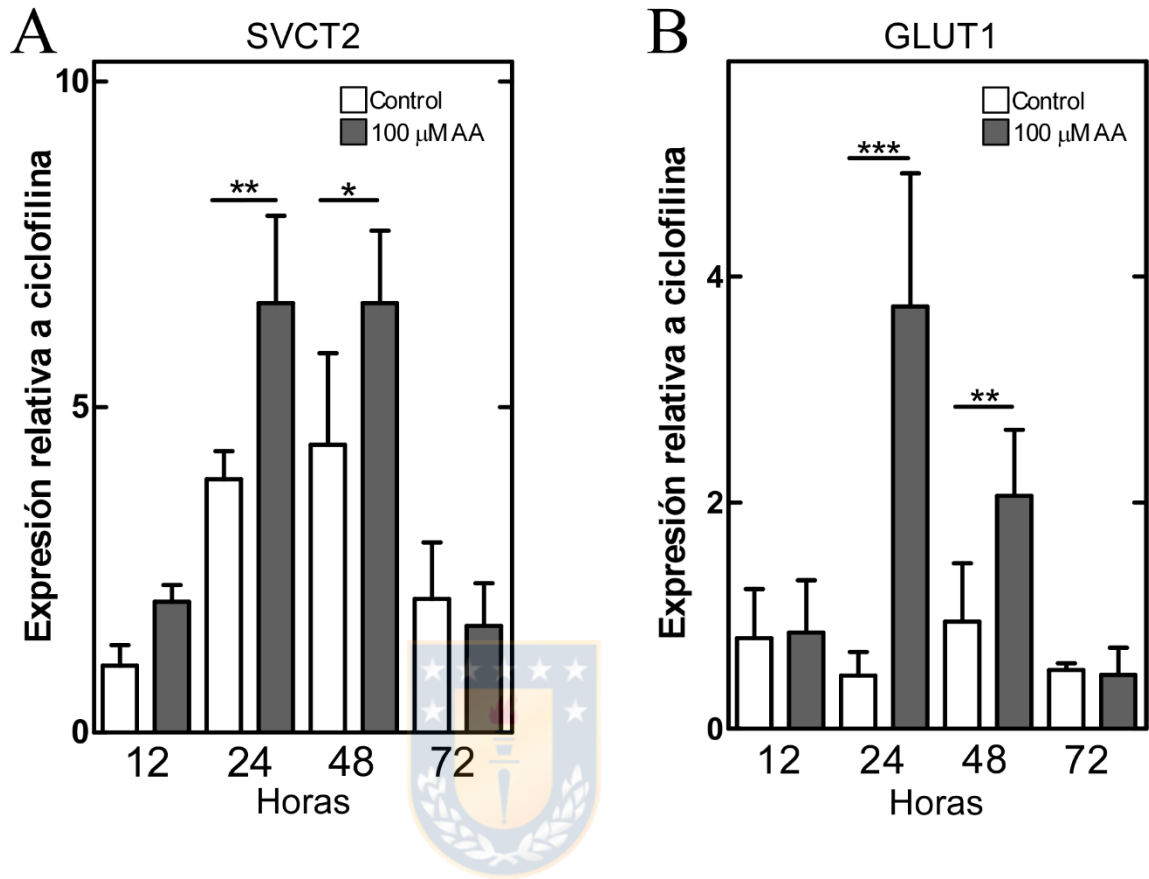 A
SVCT2
Control
100 μM AA
Expresión relativa a ciclofilina
10
5
0
**
*
12 24 48 72
Horas
B
GLUT1
Control
100 μM AA
Expresión relativa a ciclofilina
4
2
0
***
**
12 24 48 72
Horas